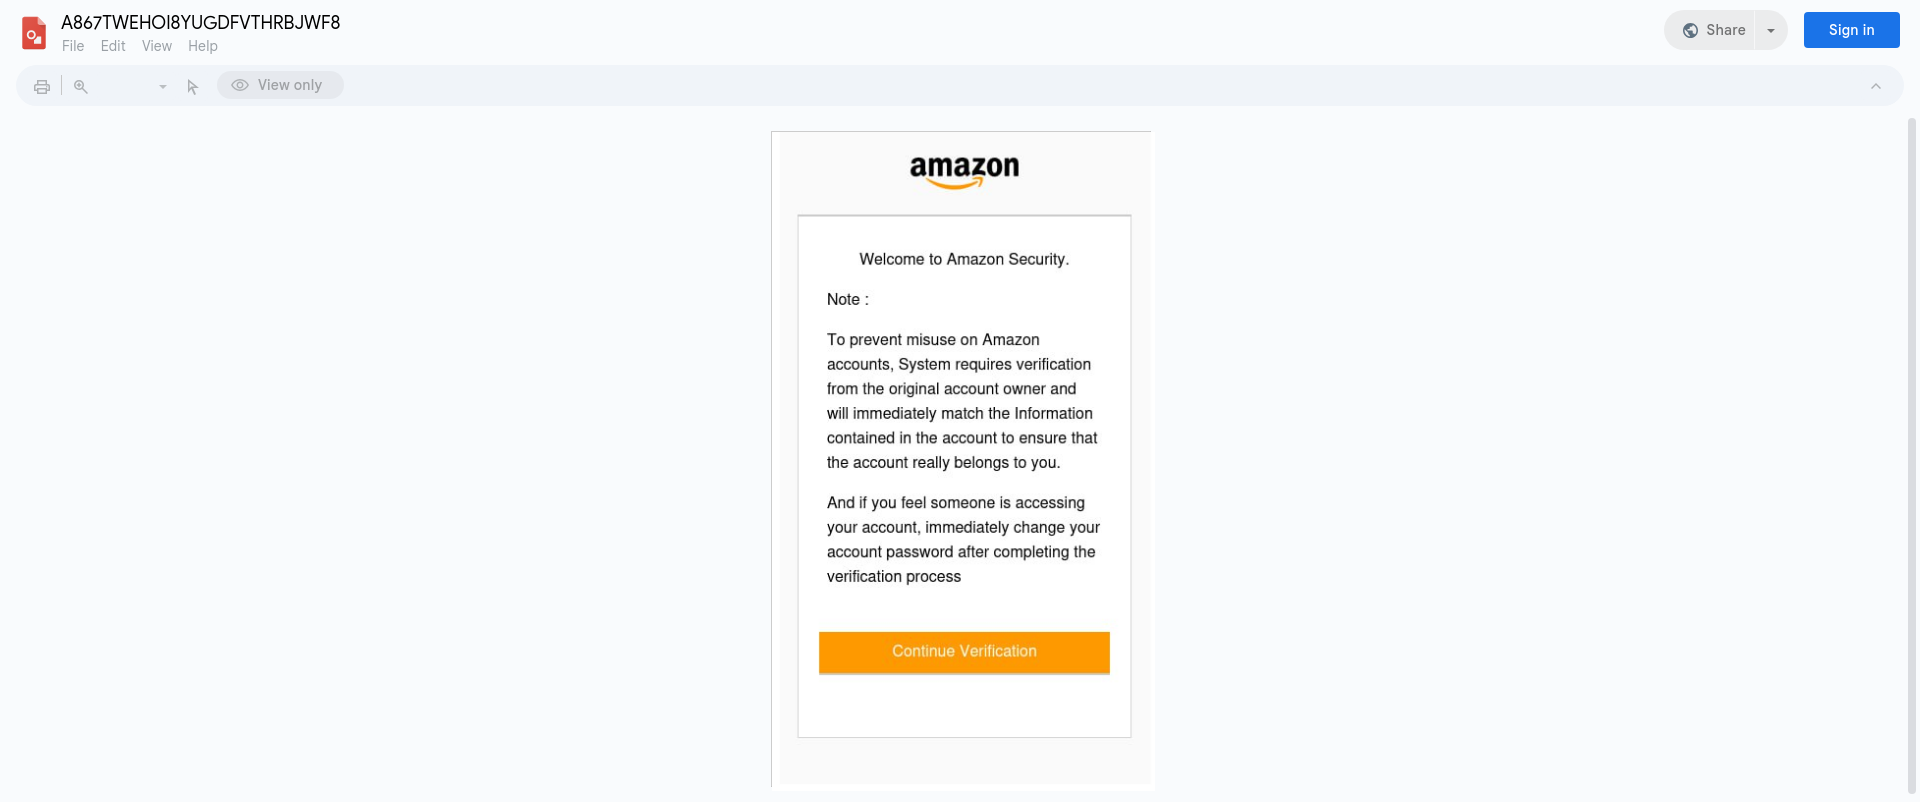 A867TWEHOI8YUGDFVTHRBJWF8
File Edit View Help
Share
Sign in
View only
amazon
Welcome to Amazon Security.
Note :
To prevent misuse on Amazon
accounts, System requires verification
from the original account owner and
will immediately match the Information
contained in the account to ensure that
the account really belongs to you.
And if you feel someone is accessing
your account, immediately change your
account password after completing the
verification process
Continue Verification